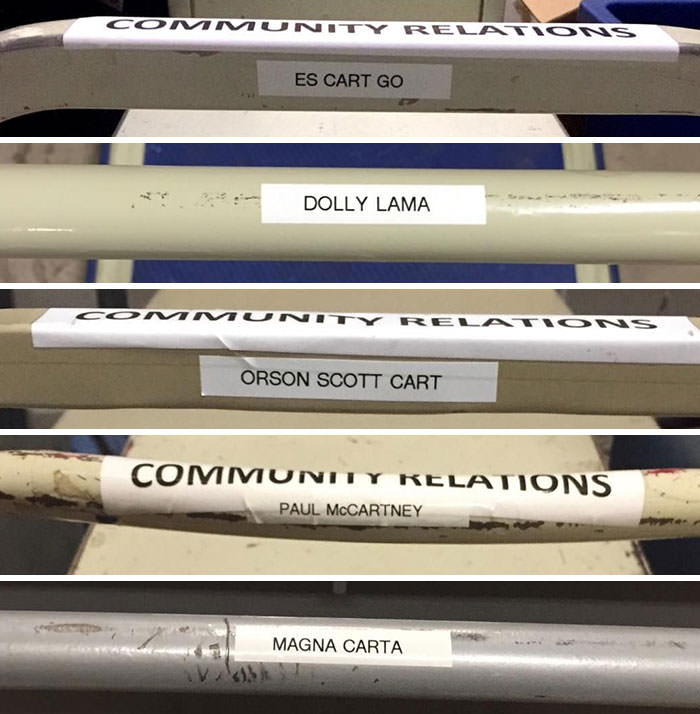 COMMUNITY RELATIONS
ES CART GO
DOLLY LAMA
COMMUNITY RELATIONS
ORSON SCOTT CART
COMMUNITY RELATIONS
PAUL McCARTNEY
MAGNA CARTA